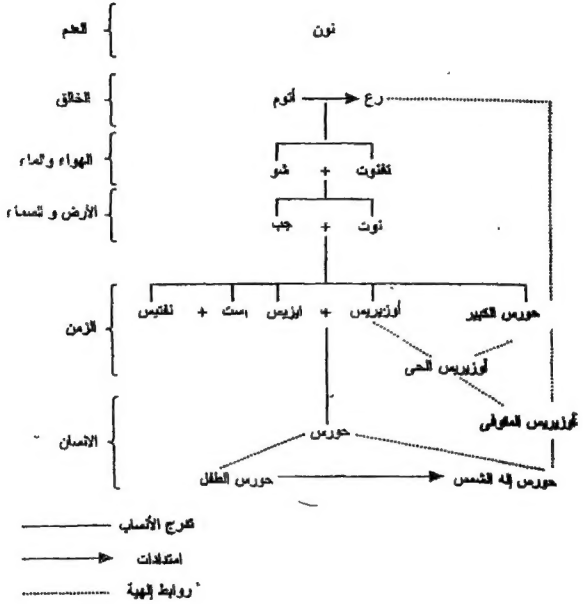 العدم
نون
الخالق
أتوم
رع
الهواء والماء
شو + تفنوت
الأرض و السماء
جب + نوت
الزمن
نفتيس + ست ايزيس + أوزيريس حورس الكبير
أوزيريس الحى
أوزيريس المتوفى
الانسان
حورس
حورس الطفل
حورس إله الشمس
تدرج الأنساب
امتدادات
روابط إلهية